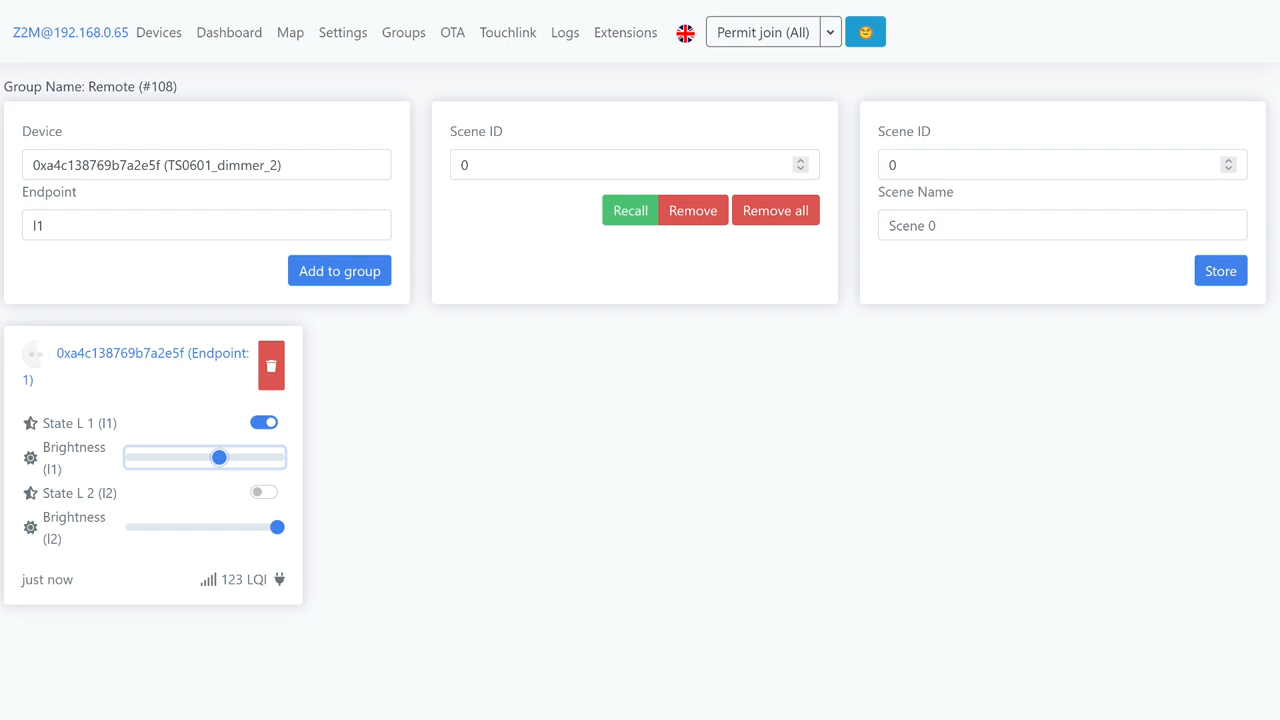 Z2M@192.168.0.65 Devices Dashboard Map Settings Groups OTA Touchlink Logs Extensions Permit join (All)
Group Name: Remote (#108)
Device
0xa4c138769b7a2e5f (TS0601_dimmer_2)
Endpoint
l1
Add to group
Scene ID
0
Recall Remove Remove all
Scene ID
0
Scene Name
Scene 0
Store
0xa4c138769b7a2e5f (Endpoint:
1)
State L 1 (l1)
Brightness
(l1)
State L 2 (l2)
Brightness
(l2)
just now 123 LQI